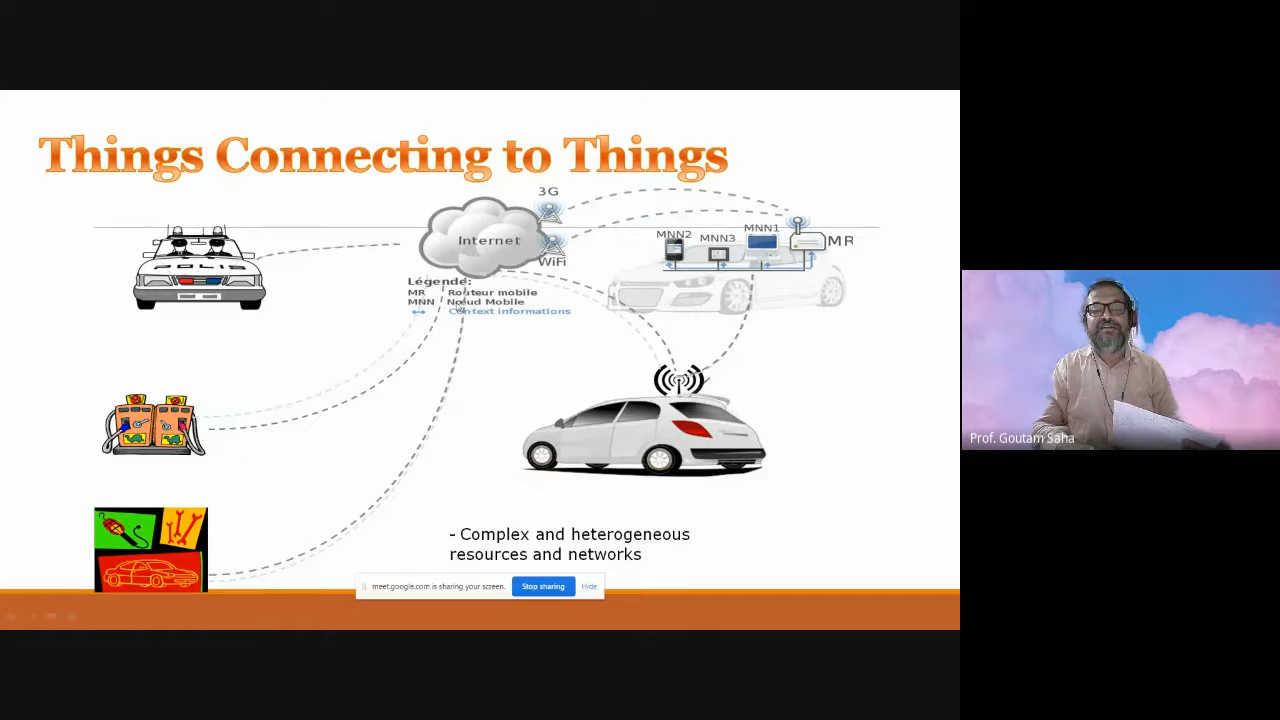 Things Connecting to Things
3G
Internet
WiFi
MNN2
MNN3
MNN1
MR
Légende:
MR Routeur mobile
MNN Nœud Mobile
Context informations
POLIS
- Complex and heterogeneous
resources and networks
meet.google.com is sharing your screen.
Stop sharing
Hide
Prof. Goutam Saha